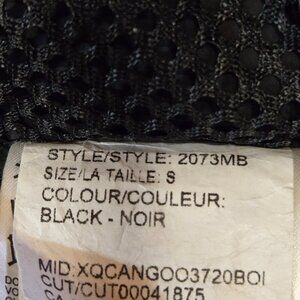 STYLE/STYLE: 2073MB
SIZE/LA TAILLE: S
COLOUR/COULEUR:
BLACK - NOIR
MID: XQCANGOO3720BOI
CUT/CUT00041875